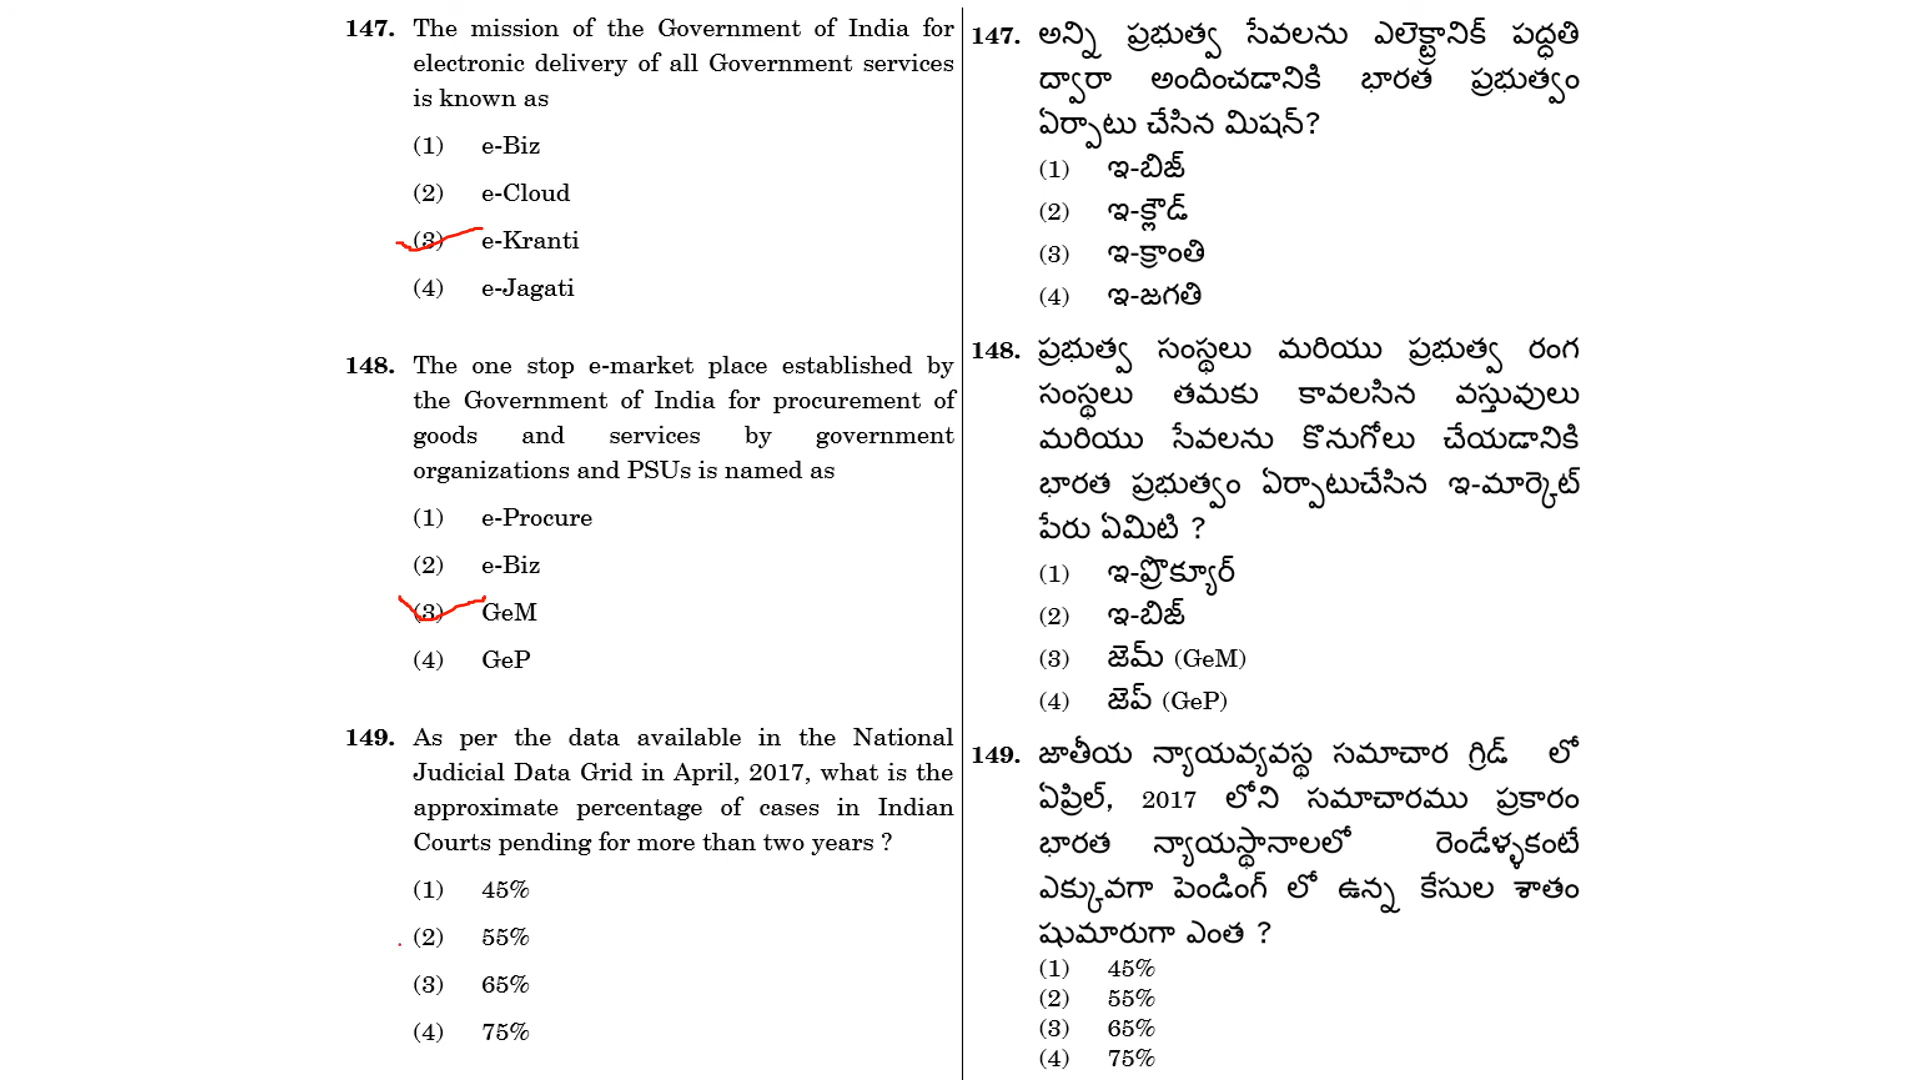 147. The mission of the Government of India for
electronic delivery of all Government services
is known as
(1) e-Biz
(2) e-Cloud
(3) e-Kranti
(4) e-Jagati
148. The one stop e-market place established by
the Government of India for procurement of
goods and services by government
organizations and PSUs is named as
(1) e-Procure
(2) e-Biz
(3) GeM
(4) GeP
149. As per the data available in the National
Judicial Data Grid in April, 2017, what is the
approximate percentage of cases in Indian
Courts pending for more than two years ?
(1) 45%
(2) 55%
(3) 65%
(4) 75%
147. అన్ని ప్రభుత్వ సేవలను ఎలెక్ట్రానిక్ పద్ధతి
ద్వారా అందించడానికి భారత ప్రభుత్వం
ఏర్పాటు చేసిన మిషన్?
(1) ఇ-బిజ్
(2) ఇ-క్లౌడ్
(3) ఇ-క్రాంతి
(4) ఇ-జగతి
148. ప్రభుత్వ సంస్థలు మరియు ప్రభుత్వ రంగ
సంస్థలు తమకు కావలసిన వస్తువులు
మరియు సేవలను కొనుగోలు చేయడానికి
భారత ప్రభుత్వం ఏర్పాటుచేసిన ఇ-మార్కెట్
పేరు ఏమిటి ?
(1) ఇ-ప్రొక్యూర్
(2) ఇ-బిజ్
(3) జెమ్ (GeM)
(4) జెప్ (GeP)
149. జాతీయ న్యాయవ్యవస్థ సమాచార గ్రిడ్ లో
ఏప్రిల్, 2017 లోని సమాచారము ప్రకారం
భారత న్యాయస్థానాలలో రెండేళ్ళకంటే
ఎక్కువగా పెండింగ్ లో ఉన్న కేసుల శాతం
షుమారుగా ఎంత ?
(1) 45%
(2) 55%
(3) 65%
(4) 75%